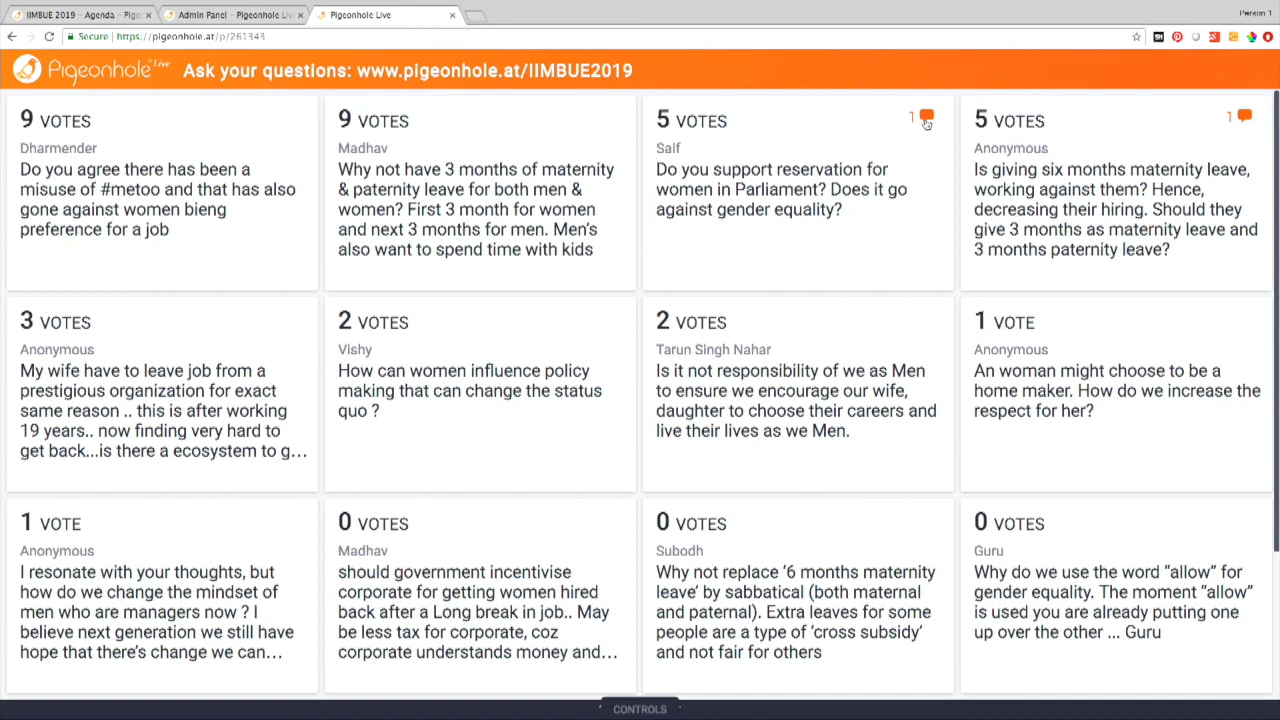 IIMBUE 2019 - Agenda - Pige
Admin Panel - Pigeonhole Liv
Pigeonhole Live
Person 1
Secure
https://pigeonhole.at/p/261343
Pigeonhole Live
Ask your questions: www.pigeonhole.at/IIMBUE2019
9 VOTES
Dharmender
Do you agree there has been a
misuse of #metoo and that has also
gone against women bieng
preference for a job
9 VOTES
Madhav
Why not have 3 months of maternity
& paternity leave for both men &
women? First 3 month for women
and next 3 months for men. Men's
also want to spend time with kids
5 VOTES
1
Saif
Do you support reservation for
women in Parliament? Does it go
against gender equality?
5 VOTES
1
Anonymous
Is giving six months maternity leave,
working against them? Hence,
decreasing their hiring. Should they
give 3 months as maternity leave and
3 months paternity leave?
3 VOTES
Anonymous
My wife have to leave job from a
prestigious organization for exact
same reason .. this is after working
19 years.. now finding very hard to
get back...is there a ecosystem to g...
2 VOTES
Vishy
How can women influence policy
making that can change the status
quo ?
2 VOTES
Tarun Singh Nahar
Is it not responsibility of we as Men
to ensure we encourage our wife,
daughter to choose their careers and
live their lives as we Men.
1 VOTE
Anonymous
An woman might choose to be a
home maker. How do we increase the
respect for her?
1 VOTE
Anonymous
I resonate with your thoughts, but
how do we change the mindset of
men who are managers now ? I
believe next generation we still have
hope that there's change we can...
0 VOTES
Madhav
should government incentivise
corporate for getting women hired
back after a Long break in job.. May
be less tax for corporate, coz
corporate understands money and...
0 VOTES
Subodh
Why not replace '6 months maternity
leave' by sabbatical (both maternal
and paternal). Extra leaves for some
people are a type of 'cross subsidy'
and not fair for others
0 VOTES
Guru
Why do we use the word "allow" for
gender equality. The moment "allow"
is used you are already putting one
up over the other ... Guru
CONTROLS